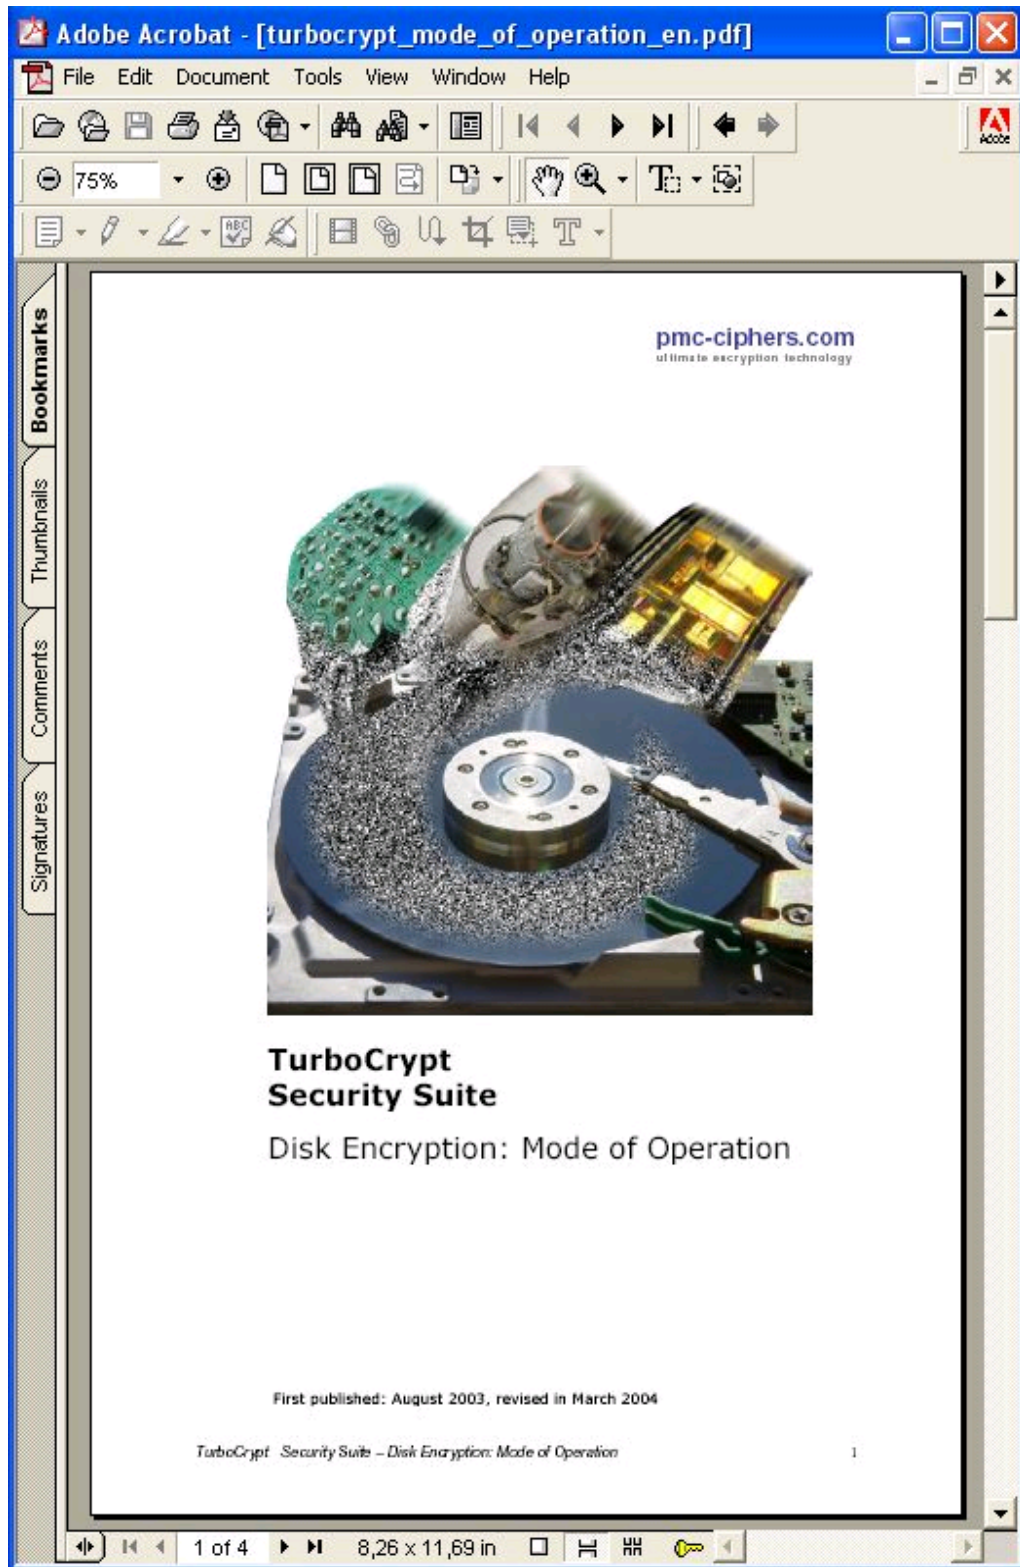 Adobe Acrobat - [turbocrypt_mode_of_operation_en.pdf]
File Edit Document Tools View Window Help
Adobe
75%
Bookmarks
Thumbnails
Comments
Signatures
pmc-ciphers.com
ultimate encryption technology
TurboCrypt
Security Suite
Disk Encryption: Mode of Operation
First published: August 2003, revised in March 2004
TurboCrypt Security Suite – Disk Encryption: Mode of Operation 1
1 of 4 8,26 x 11,69 in